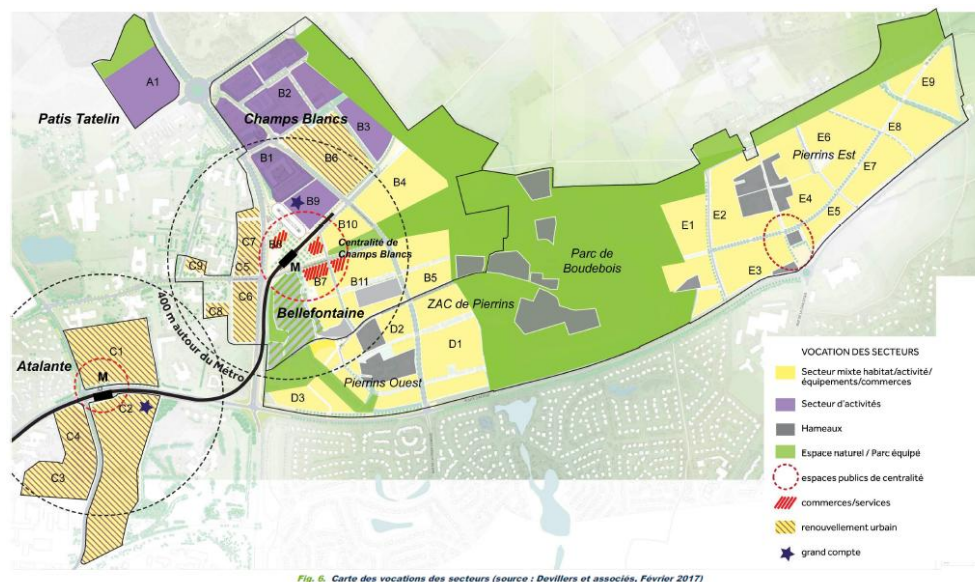 A1
Patis Tatelin
B2
Champs Blancs
B3
B1
B6
B4
B9
B10
C7
B8
Centralité de
Champs Blancs
M
C9
C5
B7
B11
B5
C6
C8
Bellefontaine
ZAC de Pierrins
400 m autour du Métro
D2
D1
Pierrins Ouest
D3
Atalante
C1
M
C2
C4
C3
Parc de
Boudebois
E9
E8
E6
E7
Pierrins Est
E4
E5
E1
E2
E3
VOCATION DES SECTEURS
Secteur mixte habitat/activité/
équipements/commerces
Secteur d'activités
Hameaux
Espace naturel / Parc équipé
espaces publics de centralité
commerces/services
renouvellement urbain
grand compte
Fig. 6. Carte des vocations des secteurs (source : Devillers et associés, Février 2017)